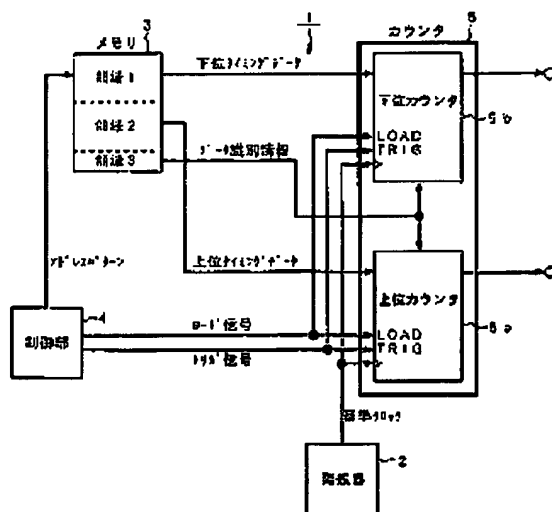 1
カウンタ 5
メモリ 3
領域1
領域2
領域3
下位タイミングデータ
データ識別情報
下位カウンタ
5b
LOAD
TRIG
アドレスパターン
上位タイミングデータ
上位カウンタ
5a
LOAD
TRIG
制御部
4
ロード信号
トリガ信号
基準クロック
発振器
2